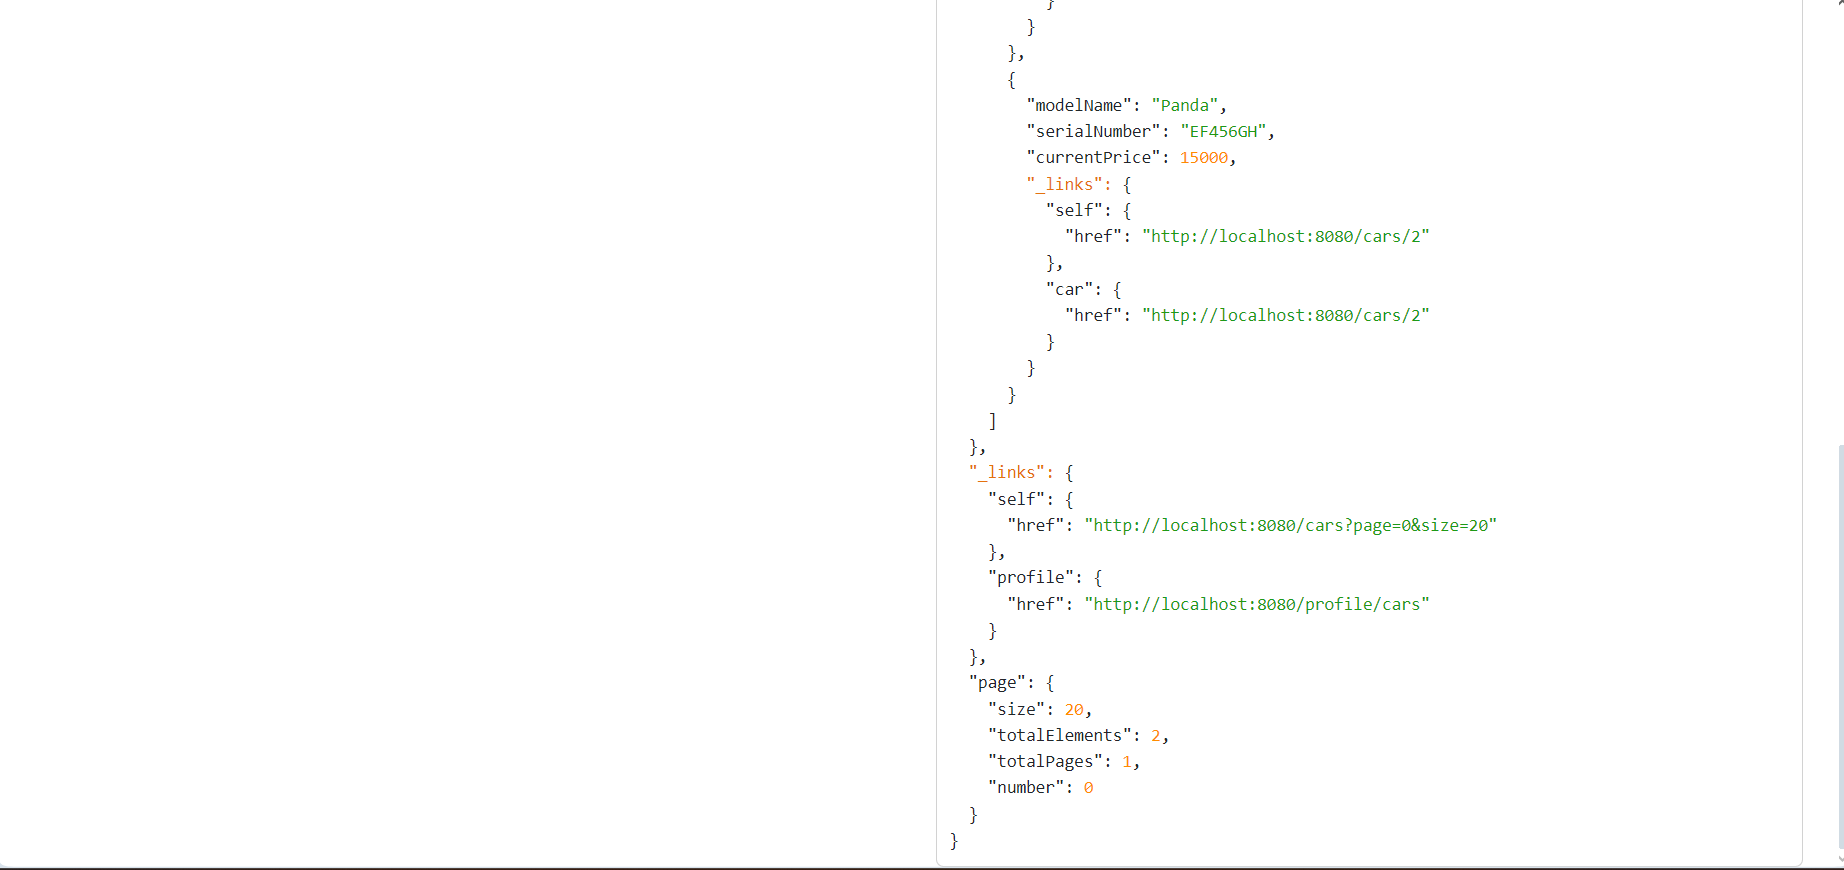 }
}
},
{
"modelName": "Panda",
"serialNumber": "EF456GH",
"currentPrice": 15000,
"_links": {
"self": {
"href": "http://localhost:8080/cars/2"
},
"car": {
"href": "http://localhost:8080/cars/2"
}
}
}
]
},
"_links": {
"self": {
"href": "http://localhost:8080/cars?page=0&size=20"
},
"profile": {
"href": "http://localhost:8080/profile/cars"
}
},
"page": {
"size": 20,
"totalElements": 2,
"totalPages": 1,
"number": 0
}
}